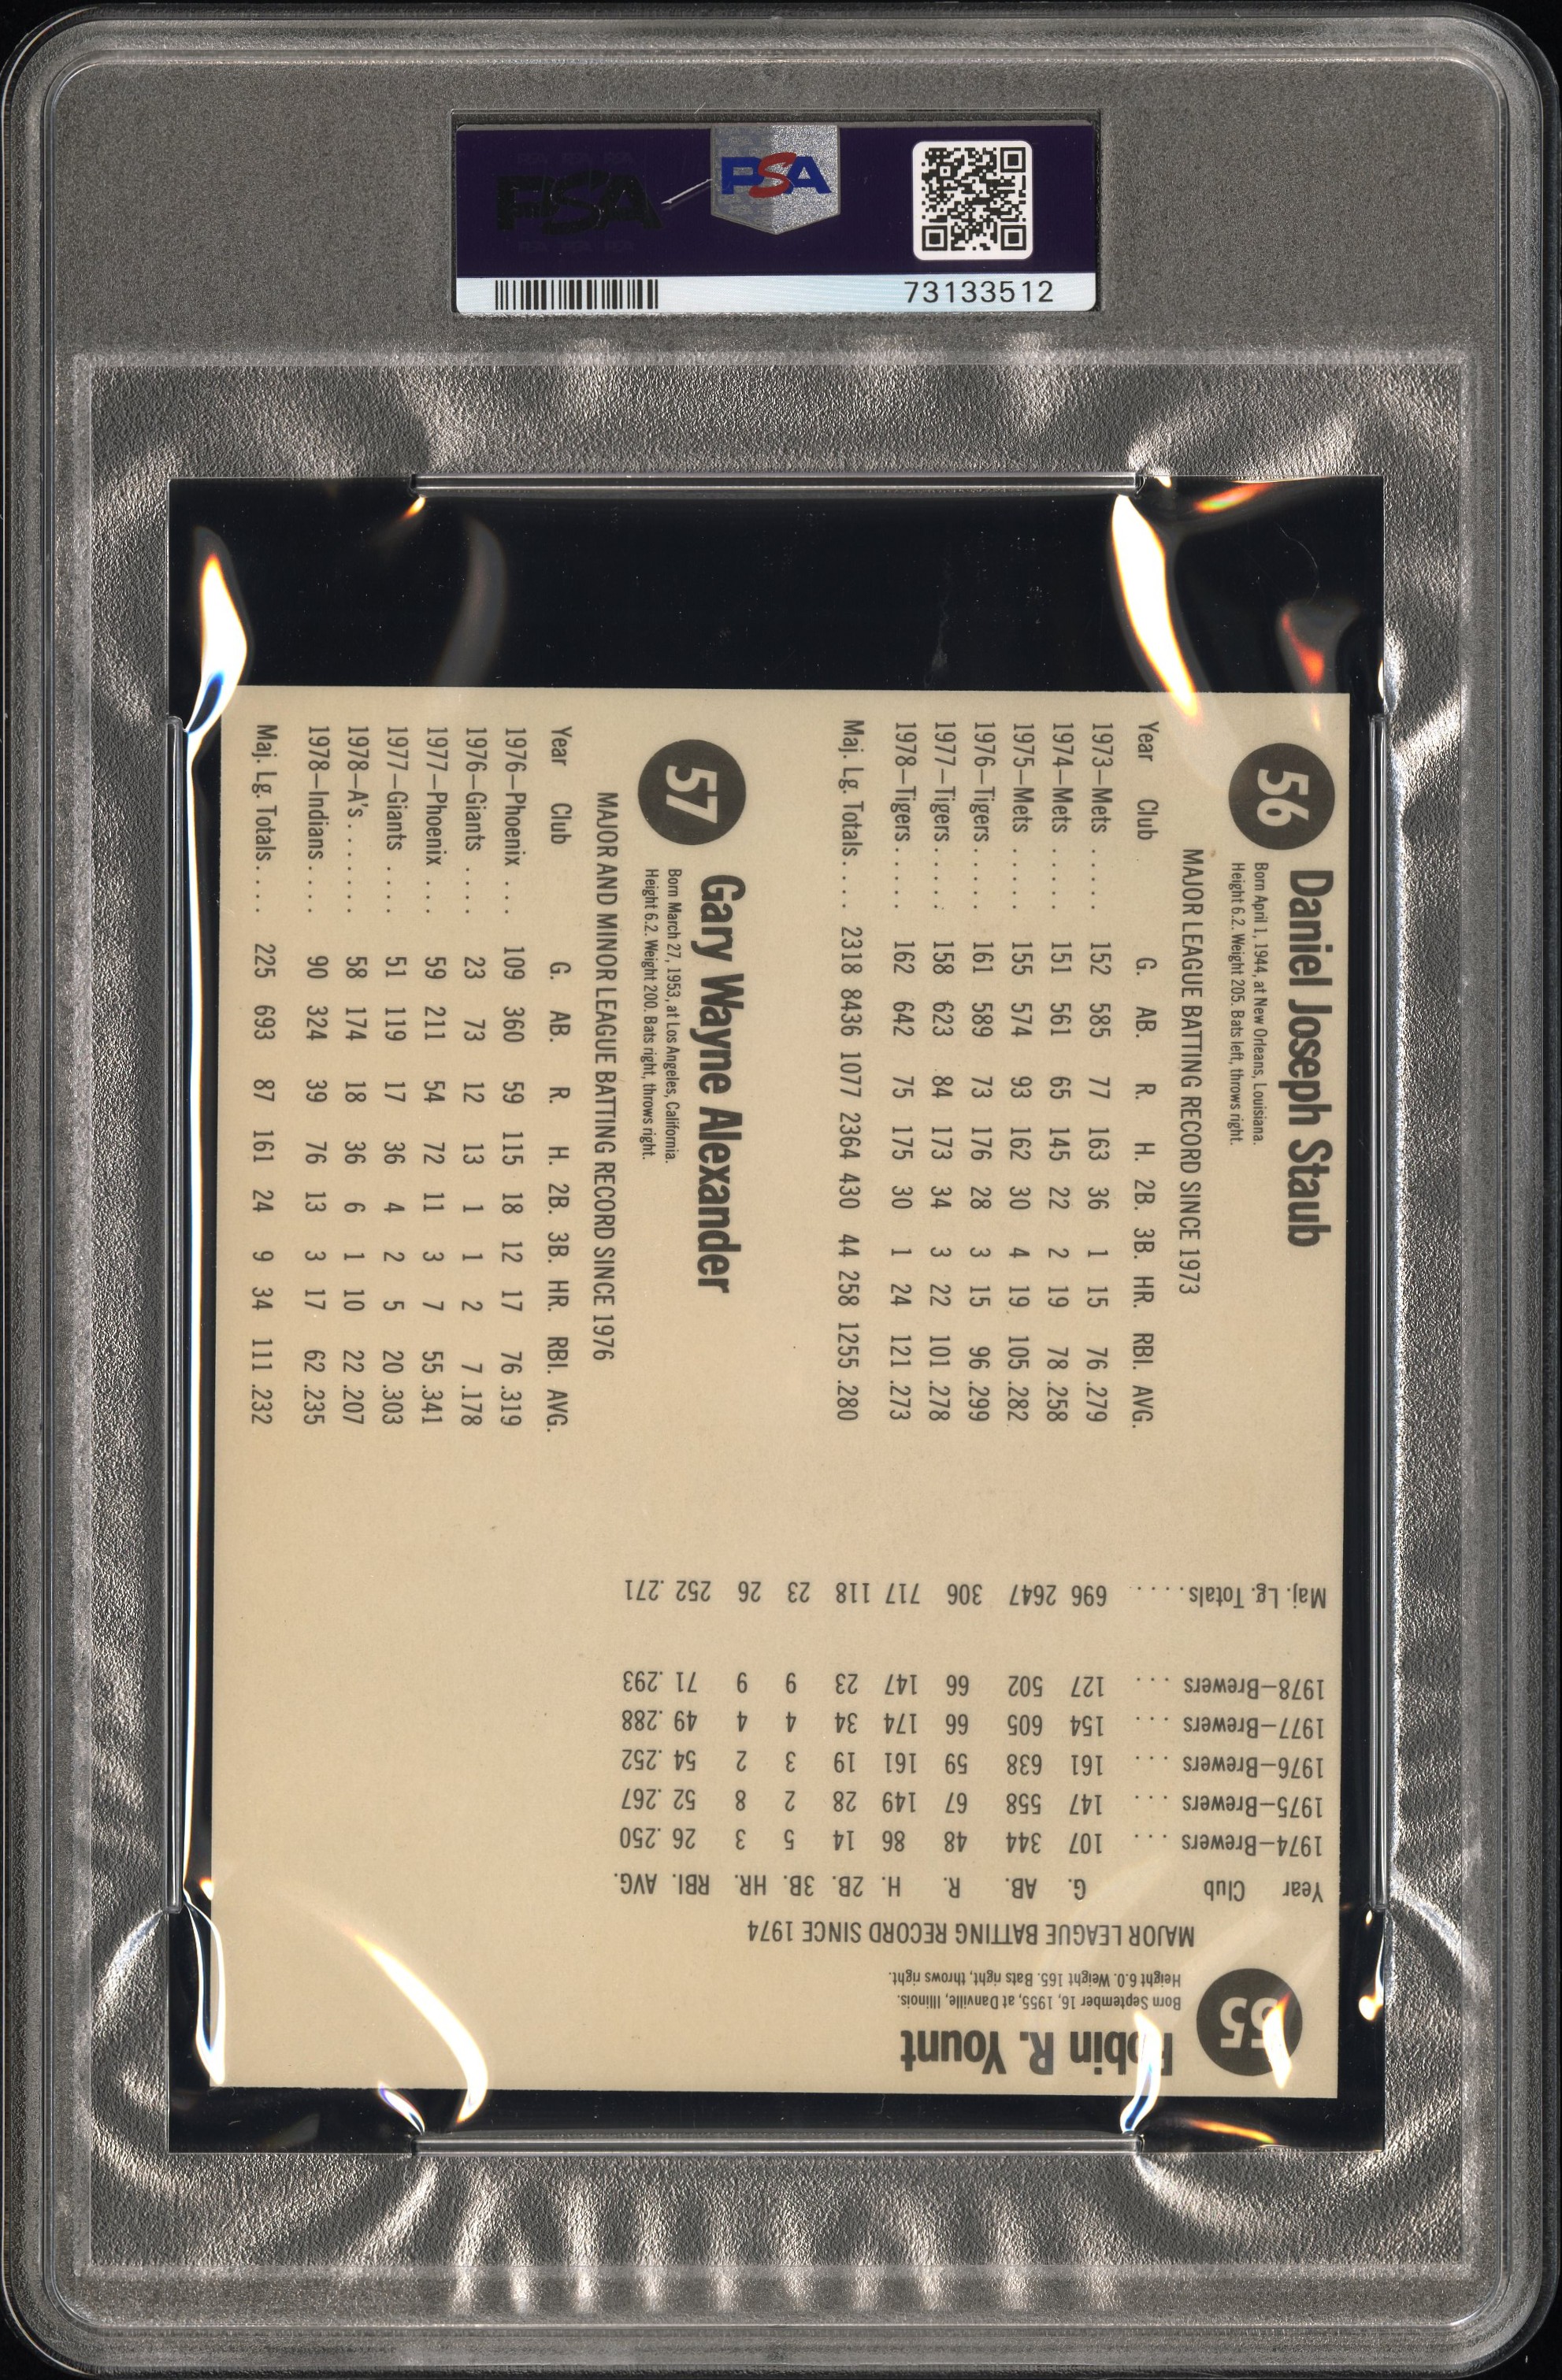 PSA
PSA
73133512
56
Daniel Joseph Staub
Born April 1, 1944, at New Orleans, Louisiana.
Height 6.2. Weight 205. Bats left, throws right.
MAJOR LEAGUE BATTING RECORD SINCE 1973
Year Club G. AB. R. H. 2B. 3B. HR. RBI. AVG.
1973—Mets ..... 152 585 77 163 36 1 15 76 .279
1974—Mets ..... 151 561 65 145 22 2 19 78 .258
1975—Mets ..... 155 574 93 162 30 4 19 105 .282
1976—Tigers..... 161 589 73 176 28 3 15 96 .299
1977—Tigers..... 158 623 84 173 34 3 22 101 .278
1978—Tigers..... 162 642 75 175 30 1 24 121 .273
Maj. Lg. Totals.... 2318 8436 1077 2364 430 44 258 1255 .280
57
Gary Wayne Alexander
Born March 27, 1953, at Los Angeles, California.
Height 6.2. Weight 200. Bats right, throws right.
MAJOR AND MINOR LEAGUE BATTING RECORD SINCE 1976
Year Club G. AB. R. H. 2B. 3B. HR. RBI. AVG.
1976—Phoenix ... 109 360 59 115 18 12 17 76 .319
1976—Giants .... 23 73 12 13 1 1 2 7 .178
1977—Phoenix ... 59 211 54 72 11 3 7 55 .341
1977—Giants .... 51 119 17 36 4 2 5 20 .303
1978—A's....... 58 174 18 36 6 1 10 22 .207
1978—Indians.... 90 324 39 76 13 3 17 62 .235
Maj. Lg. Totals.... 225 693 87 161 24 9 34 111 .232
55
Robin R. Yount
Born September 16, 1955, at Danville, Illinois.
Height 6.0. Weight 165. Bats right, throws right.
MAJOR LEAGUE BATTING RECORD SINCE 1974
Year Club G. AB. R. H. 2B. 3B. HR. RBI. AVG.
1974—Brewers ... 107 344 48 86 14 5 3 26 .250
1975—Brewers ... 147 558 67 149 28 2 8 52 .267
1976—Brewers ... 161 638 59 161 19 3 2 54 .252
1977—Brewers ... 154 605 66 174 34 4 4 49 .288
1978—Brewers ... 127 502 66 147 23 9 9 71 .293
Maj. Lg. Totals..... 696 2647 306 717 118 23 26 252 .271